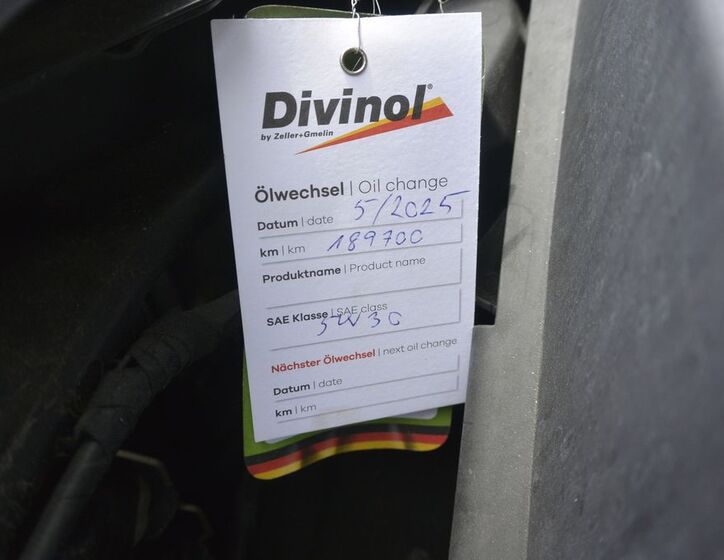 Divinol®
by Zeller+Gmelin
Ölwechsel | Oil change
Datum | date 5/2025
km | km 189700
Produktname | Product name
SAE Klasse | SAE class
5W30
Nächster Ölwechsel | next oil change
Datum | date
km | km